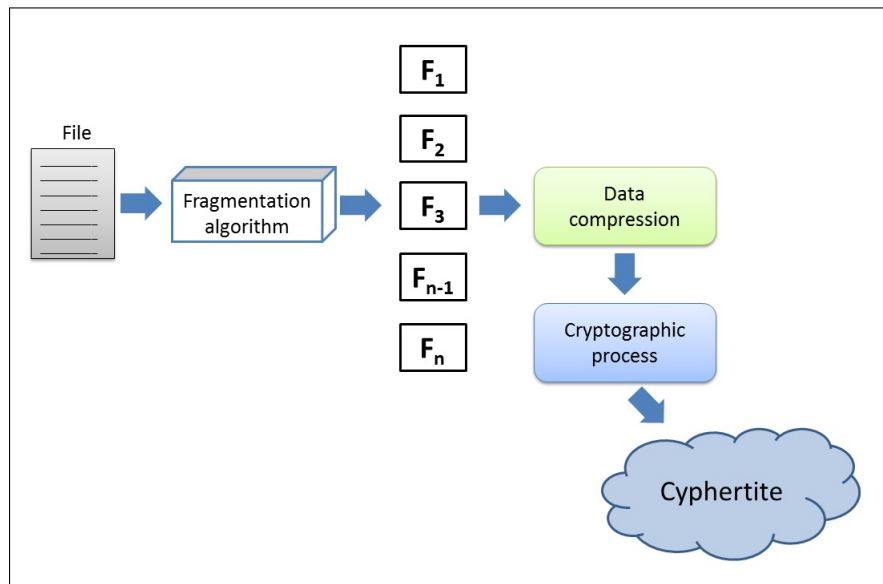 File
Fragmentation
algorithm
F1
F2
F3
Fn-1
Fn
Data
compression
Cryptographic
process
Cyphertite